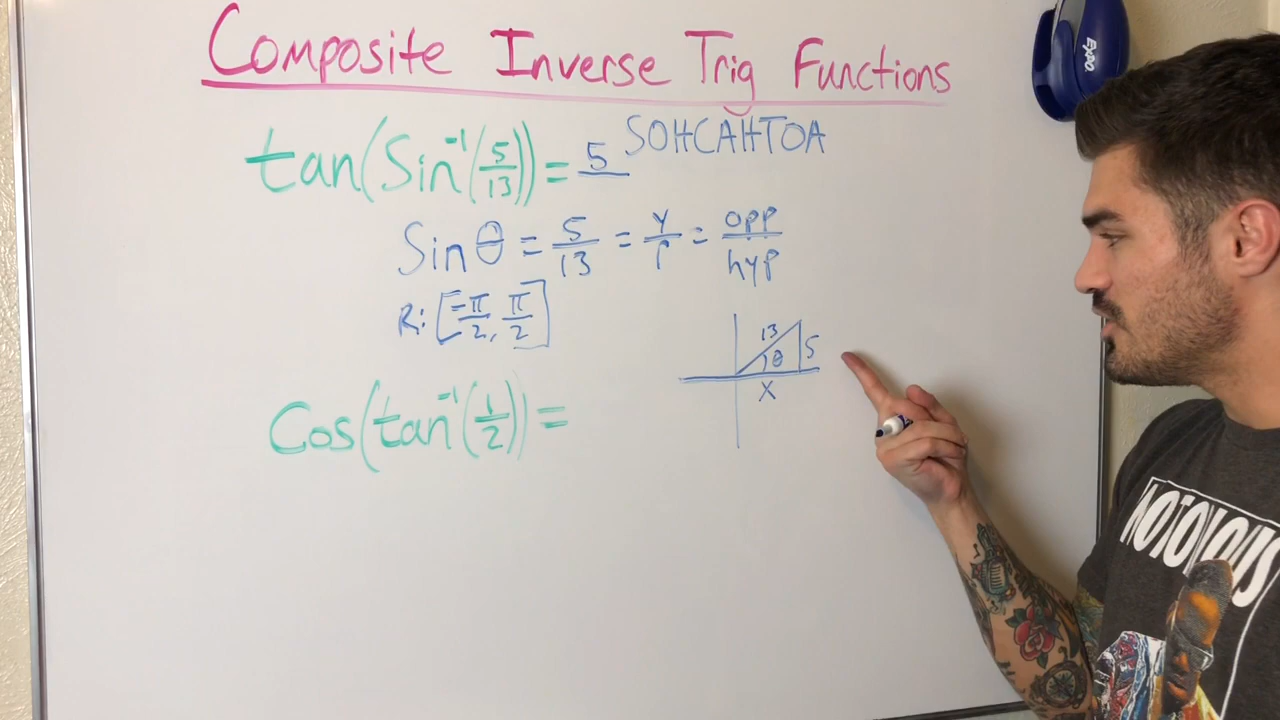 Composite Inverse Trig Functions
SOHCAHTOA
tan(Sin⁻¹(5/13)) = 5
Sin θ = 5/13 = y/r = opp/hyp
R: [-π/2, π/2]
13
θ
5
x
Cos(tan⁻¹(1/2)) =
EXPO
NOTORIOUS